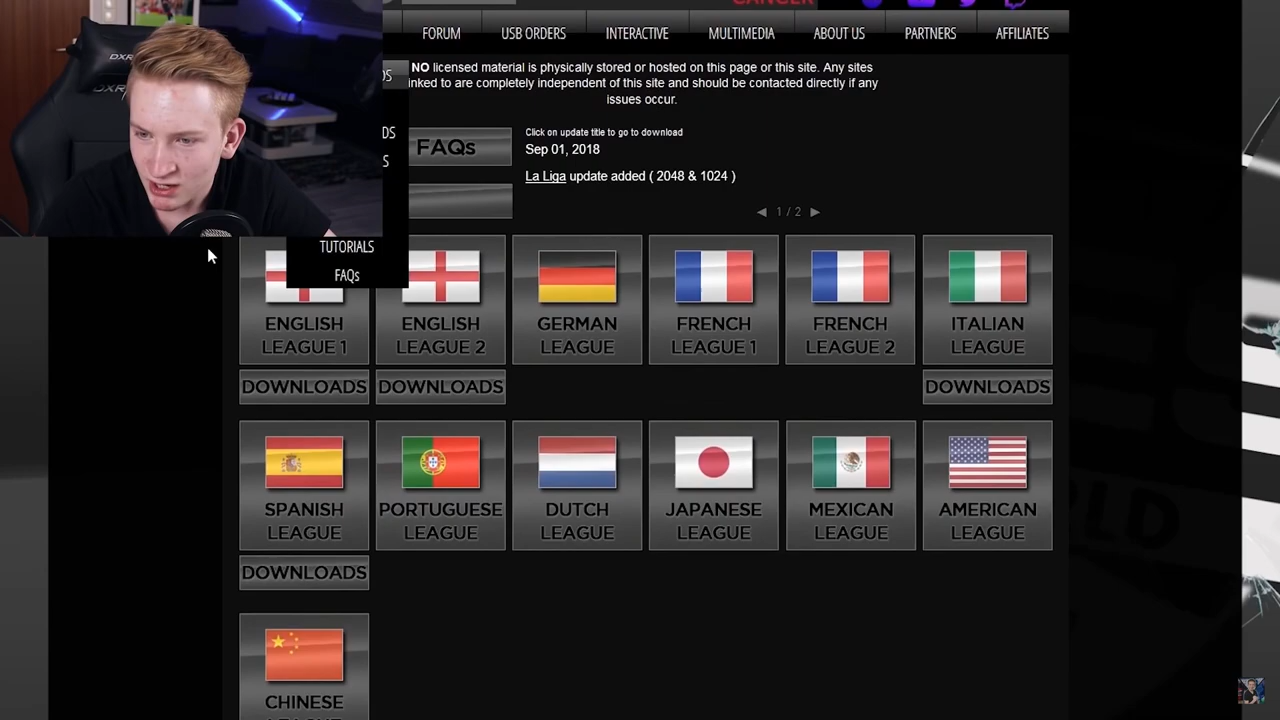 CANCER
FORUM
USB ORDERS
INTERACTIVE
MULTIMEDIA
ABOUT US
PARTNERS
AFFILIATES
NO licensed material is physically stored or hosted on this page or this site. Any sites
inked to are completely independent of this site and should be contacted directly if any
issues occur.
DXR
DS
DS
S
TUTORIALS
FAQs
FAQs
Click on update title to go to download
Sep 01, 2018
La Liga update added ( 2048 & 1024 )
◀ 1 / 2 ▶
ENGLISH
LEAGUE 1
ENGLISH
LEAGUE 2
GERMAN
LEAGUE
FRENCH
LEAGUE 1
FRENCH
LEAGUE 2
ITALIAN
LEAGUE
DOWNLOADS
DOWNLOADS
DOWNLOADS
SPANISH
LEAGUE
PORTUGUESE
LEAGUE
DUTCH
LEAGUE
JAPANESE
LEAGUE
MEXICAN
LEAGUE
AMERICAN
LEAGUE
DOWNLOADS
CHINESE